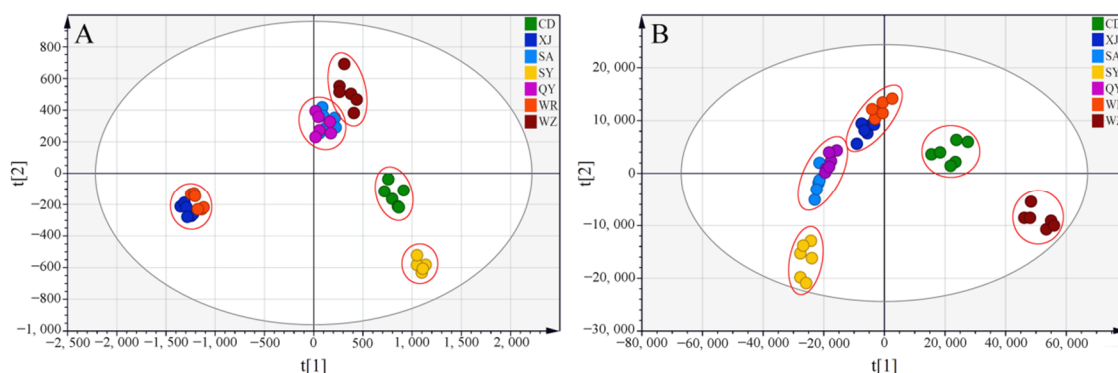 A
CD
XJ
SA
SY
QY
WR
WZ
800
600
400
200
0
−200
−400
−600
−800
−1, 000
−2, 500 −2, 000 −1,500 −1,000 −500 0 500 1, 000 1, 500 2, 000
t[1]
t[2]
B
CD
XJ
SA
SY
QY
WR
WZ
20, 000
10, 000
0
−10, 000
−20, 000
−30, 000
−80, 000 −60, 000 −40, 000 −20, 000 0 20, 000 40, 000 60, 000
t[1]
t[2]